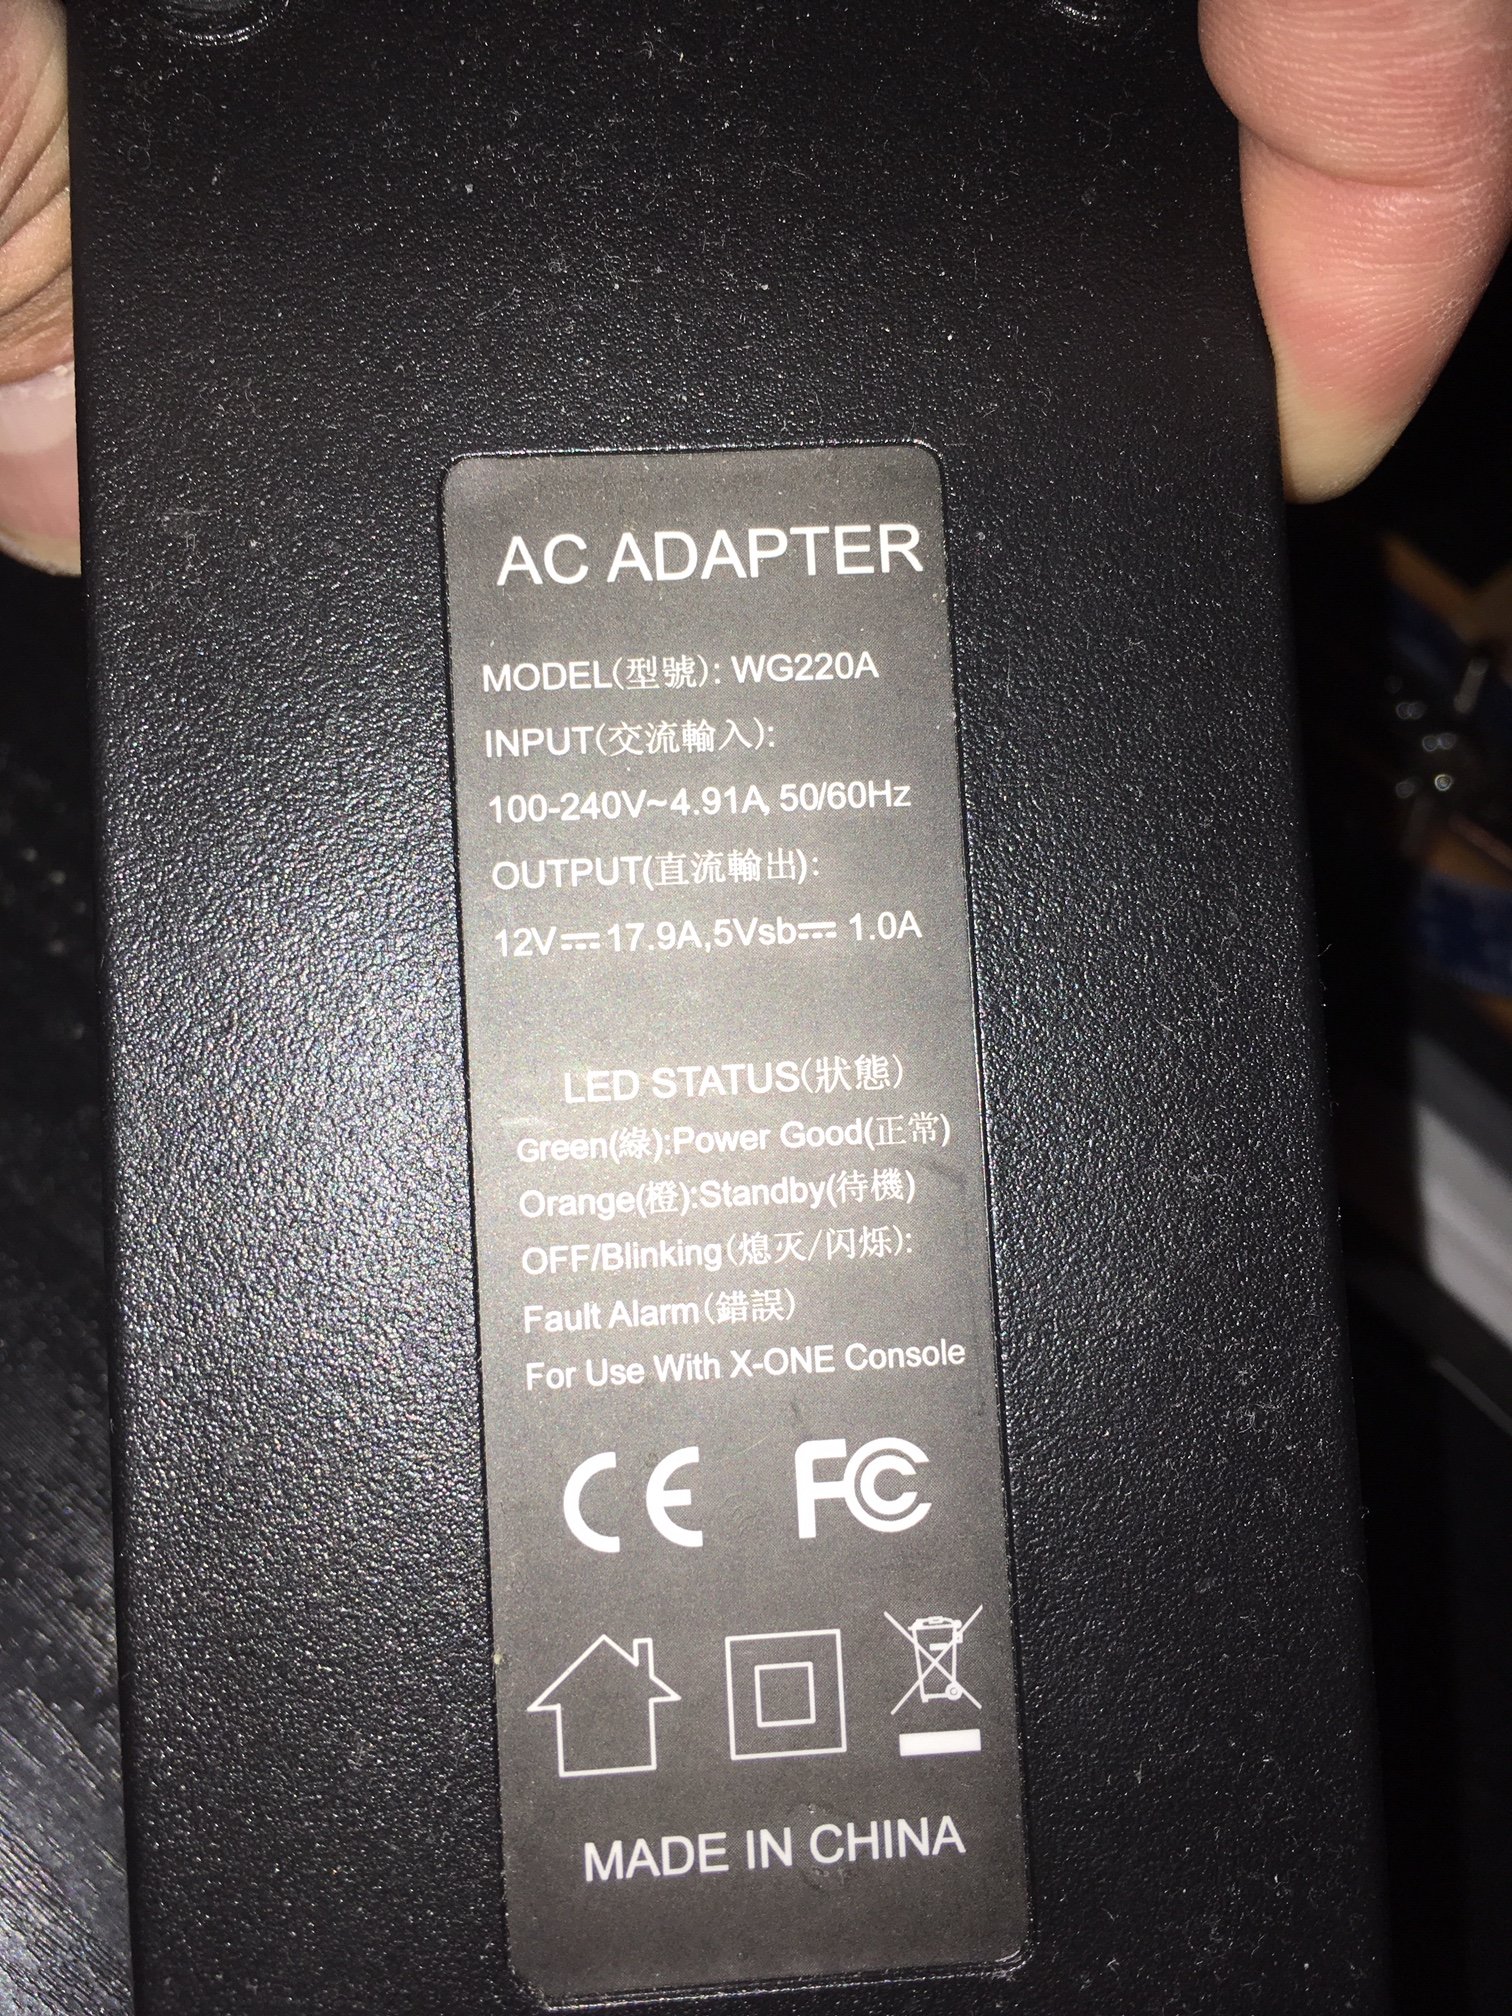 AC ADAPTER
MODEL(型號): WG220A
INPUT(交流輸入):
100-240V~4.91A, 50/60Hz
OUTPUT(直流輸出):
12V⎓17.9A,5Vsb⎓ 1.0A
LED STATUS(狀態)
Green(綠):Power Good(正常)
Orange(橙):Standby(待機)
OFF/Blinking(熄灭/闪烁):
Fault Alarm(錯誤)
For Use With X-ONE Console
CE FC
MADE IN CHINA